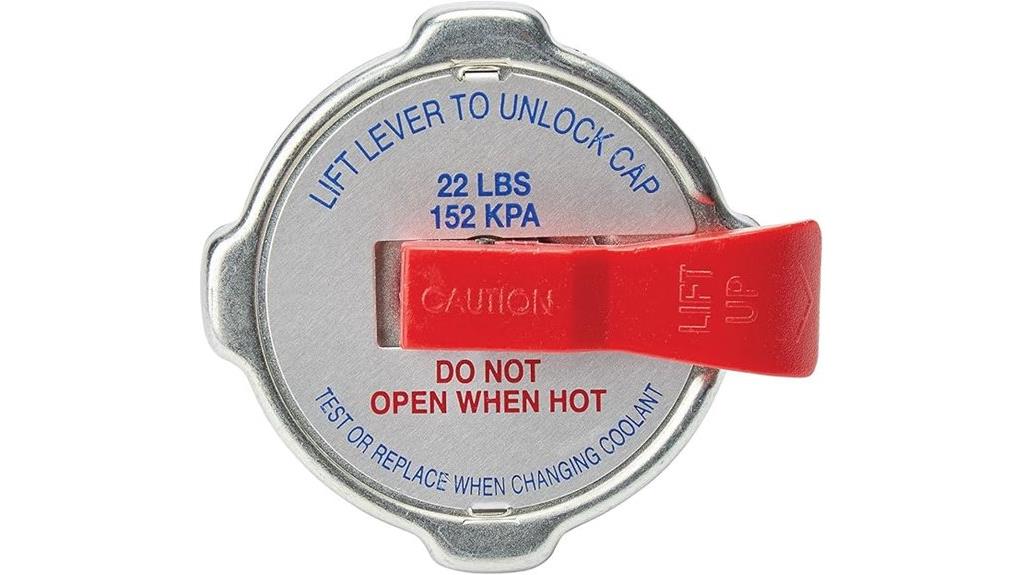 LIFT LEVER TO UNLOCK CAP
22 LBS
152 KPA
CAUTION
LIFT
UP
DO NOT
OPEN WHEN HOT
TEST OR REPLACE WHEN CHANGING COOLANT